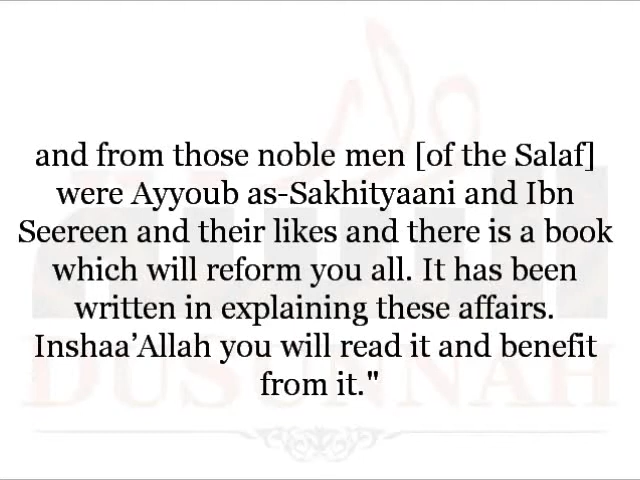 and from those noble men [of the Salaf]
were Ayyoub as-Sakhityaani and Ibn
Seereen and their likes and there is a book
which will reform you all. It has been
written in explaining these affairs.
Inshaa’Allah you will read it and benefit
from it."
DUSUNNAH